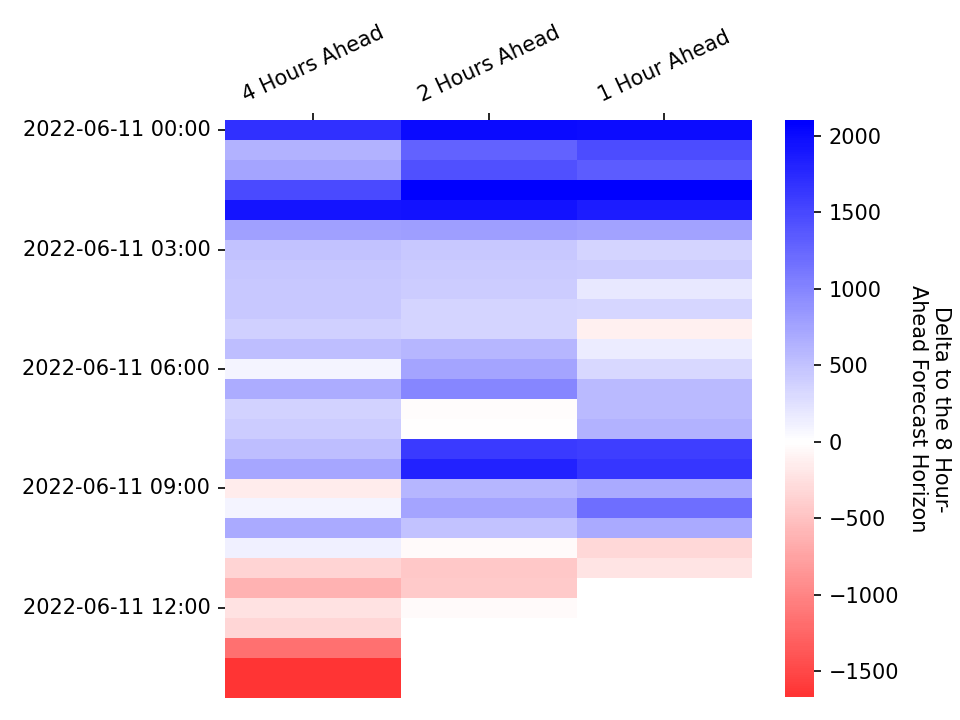 4 Hours Ahead
2 Hours Ahead
1 Hour Ahead
2022-06-11 00:00
2022-06-11 03:00
2022-06-11 06:00
2022-06-11 09:00
2022-06-11 12:00
2000
1500
1000
500
0
−500
−1000
−1500
Delta to the 8 Hour-
Ahead Forecast Horizon